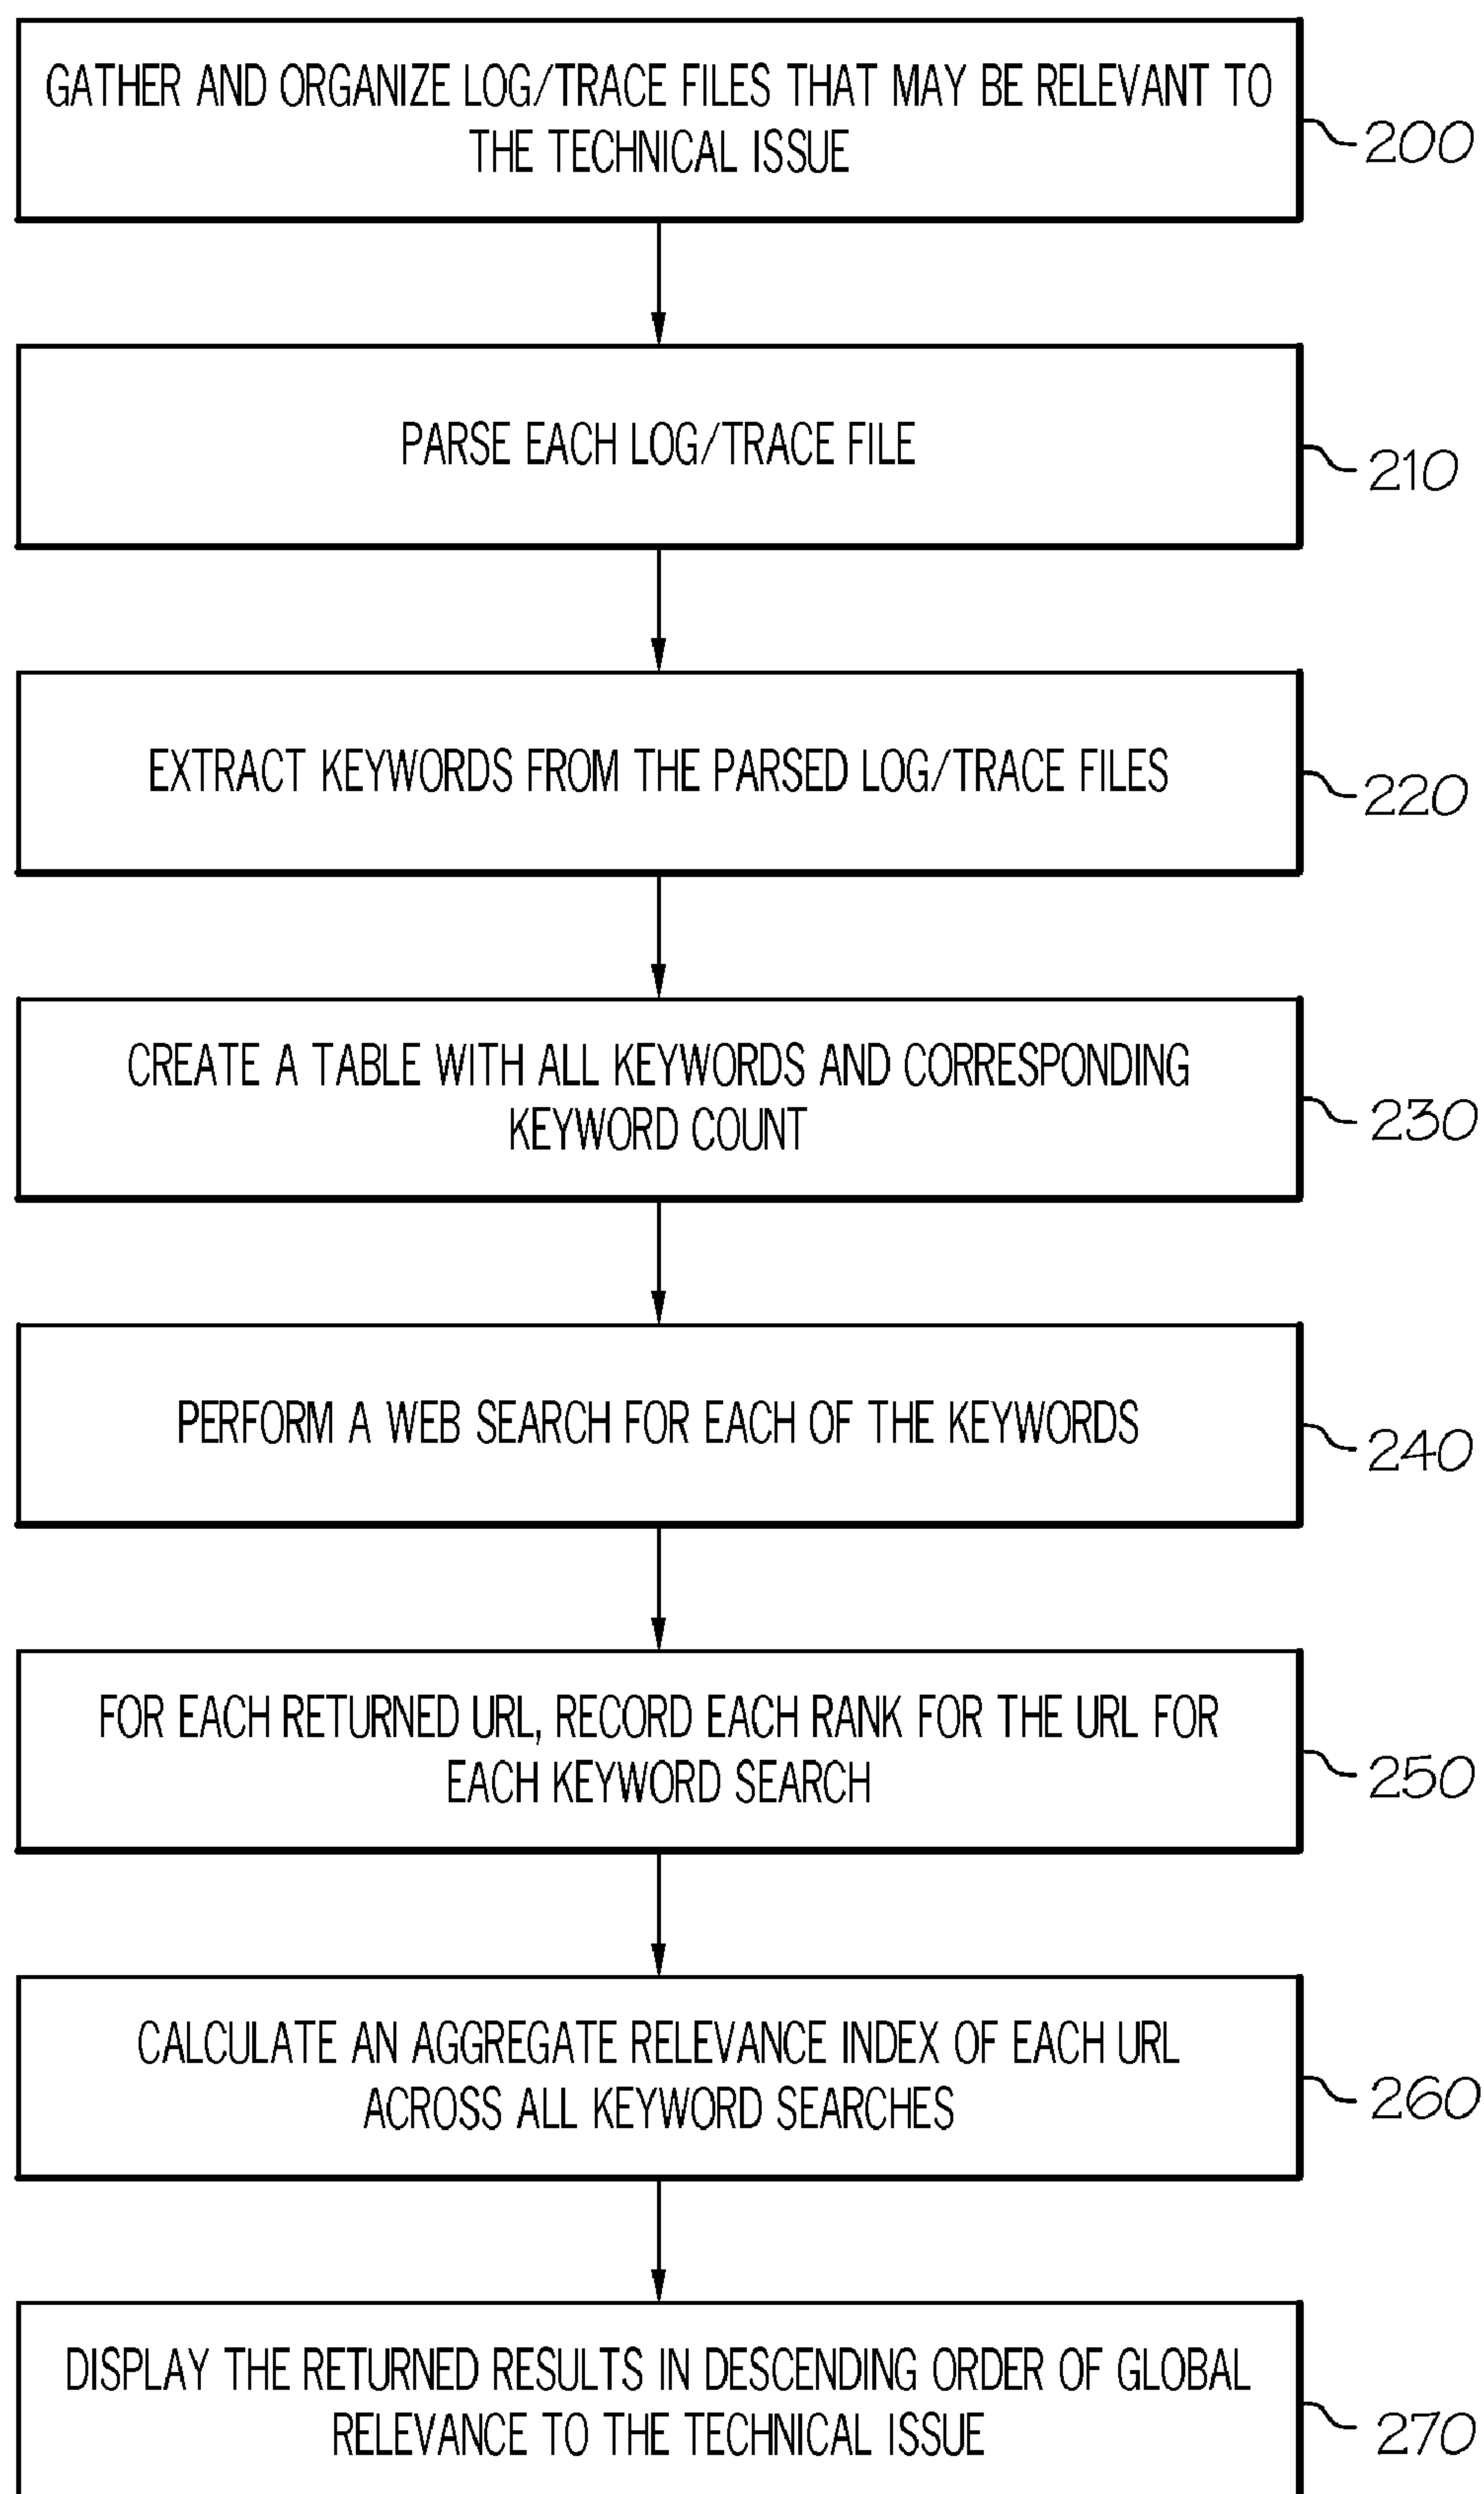 GATHER AND ORGANIZE LOG/TRACE FILES THAT MAY BE RELEVANT TO
THE TECHNICAL ISSUE
200
PARSE EACH LOG/TRACE FILE
210
EXTRACT KEYWORDS FROM THE PARSED LOG/TRACE FILES
220
CREATE A TABLE WITH ALL KEYWORDS AND CORRESPONDING
KEYWORD COUNT
230
PERFORM A WEB SEARCH FOR EACH OF THE KEYWORDS
240
FOR EACH RETURNED URL, RECORD EACH RANK FOR THE URL FOR
EACH KEYWORD SEARCH
250
CALCULATE AN AGGREGATE RELEVANCE INDEX OF EACH URL
ACROSS ALL KEYWORD SEARCHES
260
DISPLAY THE RETURNED RESULTS IN DESCENDING ORDER OF GLOBAL
RELEVANCE TO THE TECHNICAL ISSUE
270